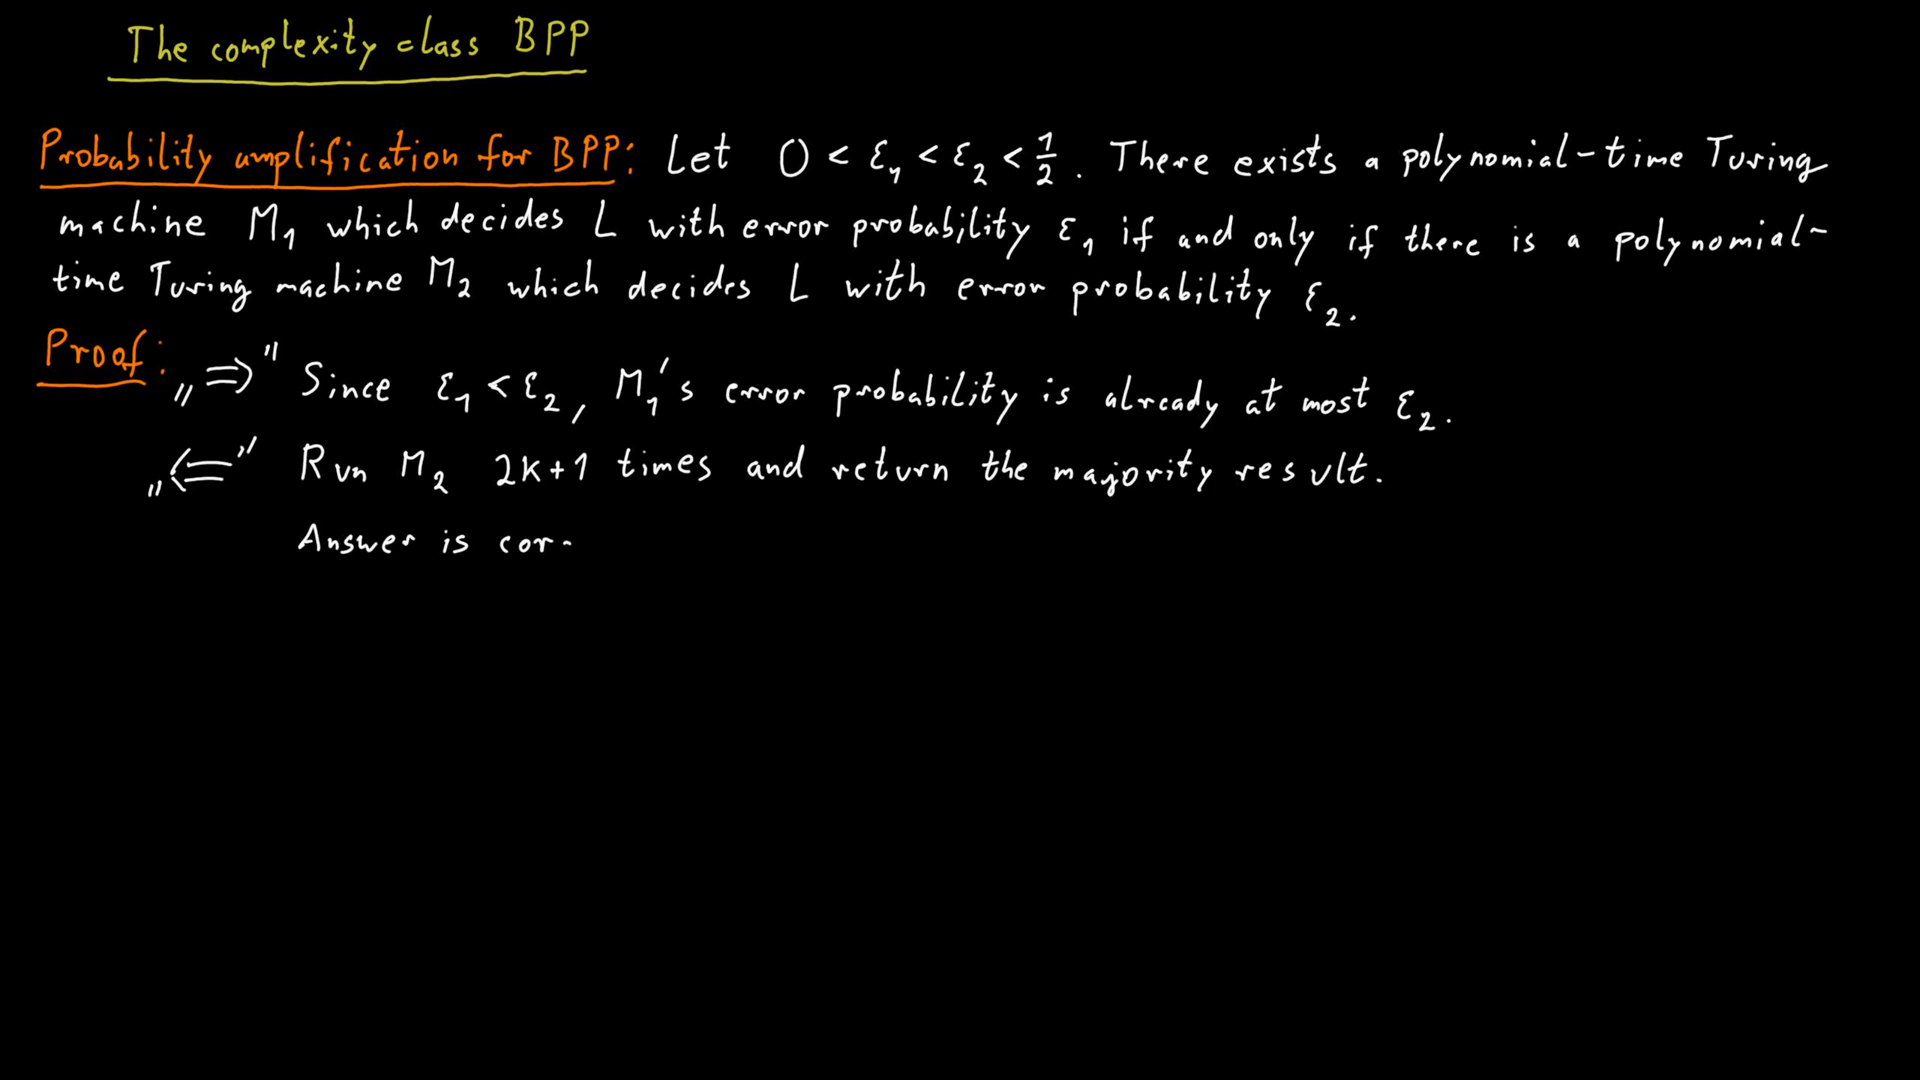 The complexity class BPP
Probability amplification for BPP: Let 0 < ε₁ < ε₂ < 1/2. There exists a polynomial-time Turing
machine M₁ which decides L with error probability ε₁ if and only if there is a polynomial-
time Turing machine M₂ which decides L with error probability ε₂.
Proof: „⇒" Since ε₁ < ε₂, M₁'s error probability is already at most ε₂.
„⇐" Run M₂ 2k+1 times and return the majority result.
Answer is cor